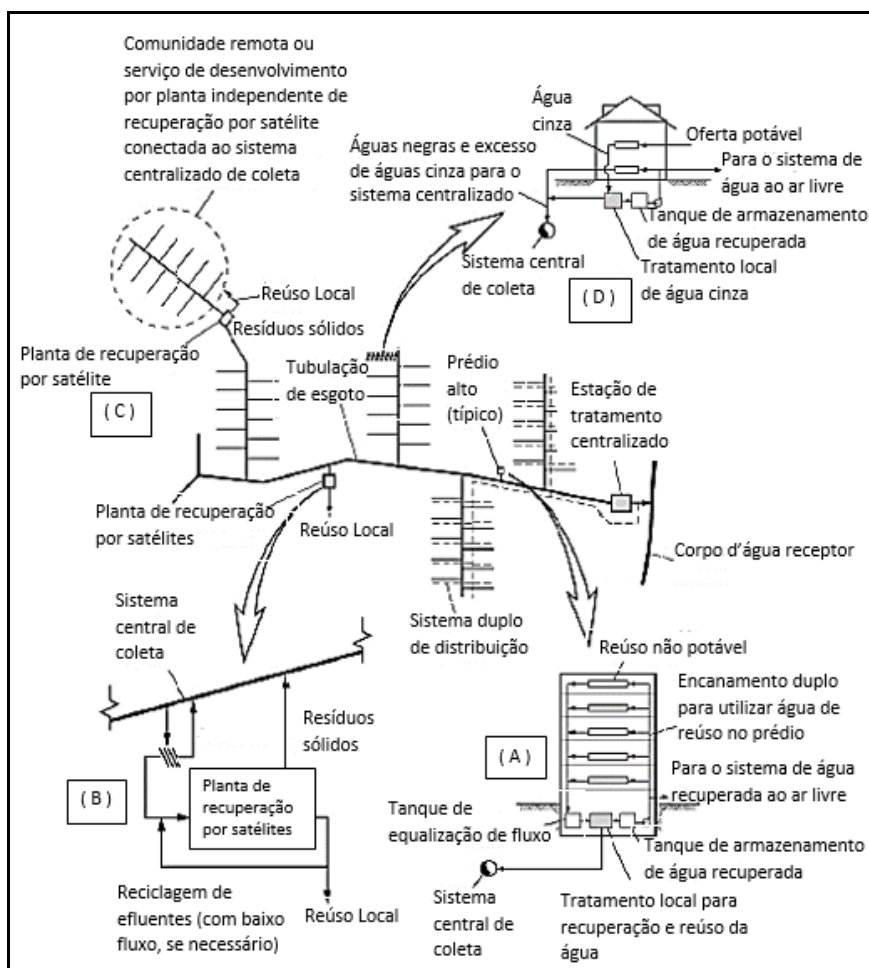 Comunidade remota ou
serviço de desenvolvimento
por planta independente de
recuperação por satélite
conectada ao sistema
centralizado de coleta
Água
cinza
Oferta potável
Para o sistema de
água ao ar livre
Águas negras e excesso
de águas cinza para o
sistema centralizado
Tanque de armazenamento
de água recuperada
Tratamento local
de água cinza
Sistema central
de coleta
( D )
Reúso Local
Resíduos sólidos
Planta de recuperação
por satélite
( C )
Tubulação
de esgoto
Prédio
alto
(típico)
Estação de
tratamento
centralizado
Planta de recuperação
por satélites
Reúso Local
Corpo d'água receptor
Sistema duplo
de distribuição
Sistema
central de
coleta
Resíduos
sólidos
( B )
Planta de
recuperação
por satélites
Reciclagem de
efluentes (com baixo
fluxo, se necessário)
Reúso Local
Reúso não potável
Encanamento duplo
para utilizar água de
reúso no prédio
( A )
Para o sistema de água
recuperada ao ar livre
Tanque de
equalização de fluxo
Tanque de armazenamento
de água recuperada
Sistema
central de
coleta
Tratamento local para
recuperação e reúso da
água